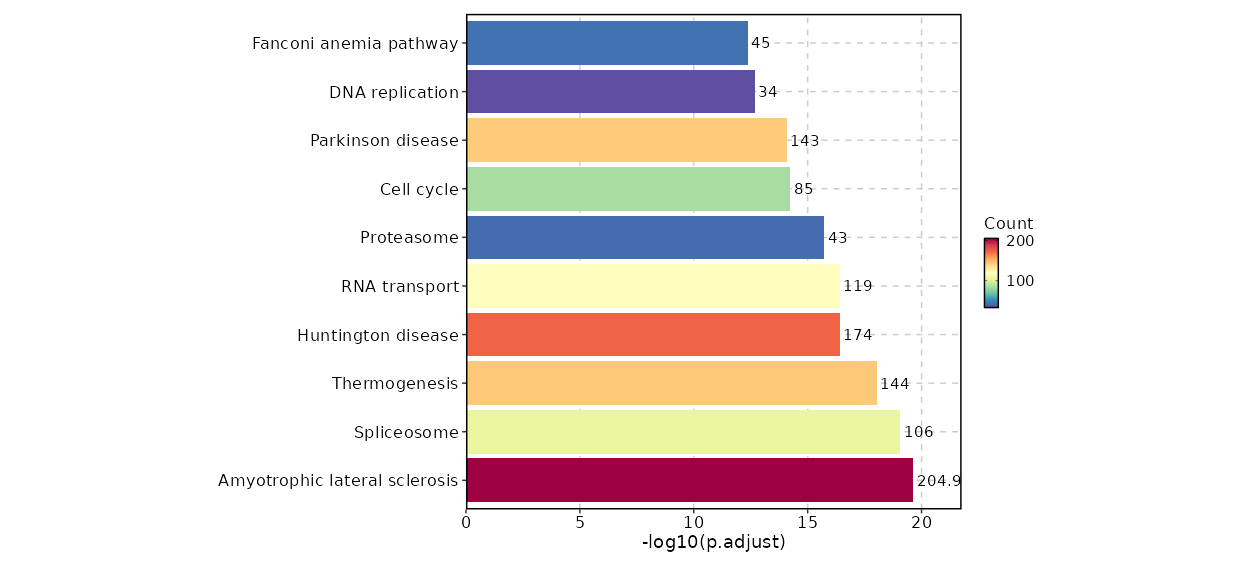 Fanconi anemia pathway 45
DNA replication 34
Parkinson disease 143
Cell cycle 85
Proteasome 43
RNA transport 119
Huntington disease 174
Thermogenesis 144
Spliceosome 106
Amyotrophic lateral sclerosis 204.9
0 5 10 15 20
-log10(p.adjust)
Count
200
100